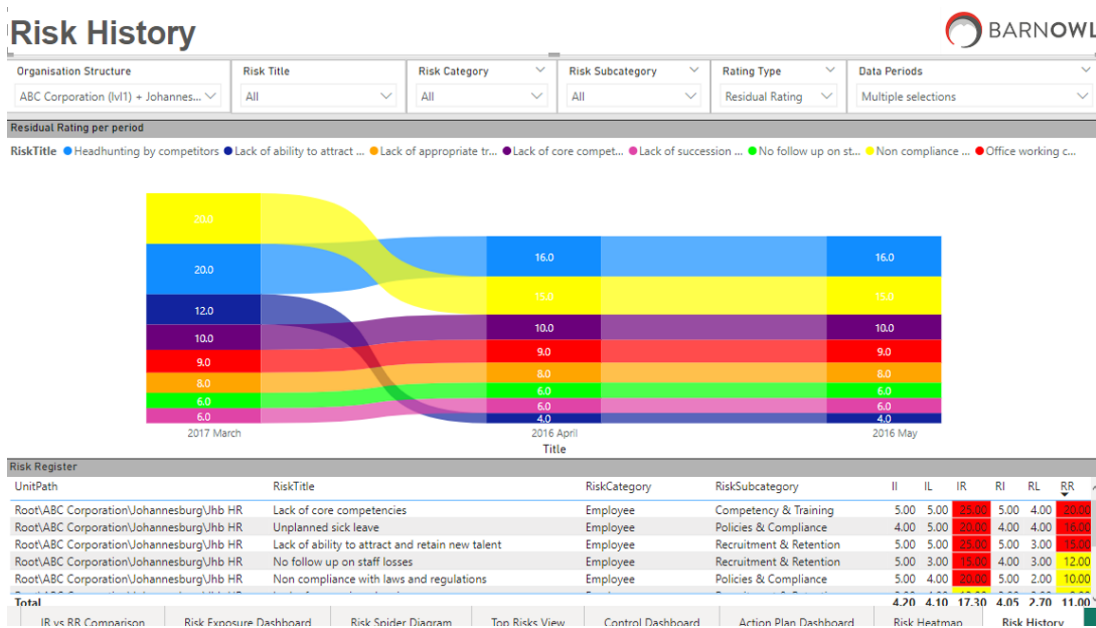 Risk History
BARNOWL
Organisation Structure
Risk Title
Risk Category
Risk Subcategory
Rating Type
Data Periods
ABC Corporation (lvl1) + Johannes...
All
All
All
Residual Rating
Multiple selections
Residual Rating per period
RiskTitle Headhunting by competitors Lack of ability to attract ... Lack of appropriate tr... Lack of core compet... Lack of succession ... No follow up on st... Non compliance ... Office working c...
20.0
20.0
12.0
10.0
9.0
8.0
6.0
6.0
16.0
15.0
10.0
9.0
8.0
6.0
6.0
4.0
16.0
15.0
10.0
9.0
8.0
6.0
6.0
4.0
2017 March 2016 April 2016 May
Title
Risk Register
UnitPath RiskTitle RiskCategory RiskSubcategory II IL IR RI RL RR
Root\ABC Corporation\Johannesburg\Jhb HR Lack of core competencies Employee Competency & Training 5.00 5.00 25.00 5.00 4.00 20.00
Root\ABC Corporation\Johannesburg\Jhb HR Unplanned sick leave Employee Policies & Compliance 4.00 5.00 20.00 4.00 4.00 16.00
Root\ABC Corporation\Johannesburg\Jhb HR Lack of ability to attract and retain new talent Employee Recruitment & Retention 5.00 5.00 25.00 5.00 3.00 15.00
Root\ABC Corporation\Johannesburg\Jhb HR No follow up on staff losses Employee Recruitment & Retention 5.00 3.00 15.00 4.00 3.00 12.00
Root\ABC Corporation\Johannesburg\Jhb HR Non compliance with laws and regulations Employee Policies & Compliance 5.00 4.00 20.00 5.00 2.00 10.00
Total 4.20 4.10 17.30 4.05 2.70 11.00
IR vs RR Comparison Risk Exposure Dashboard Risk Spider Diagram Top Risks View Control Dashboard Action Plan Dashboard Risk Heatmap Risk History